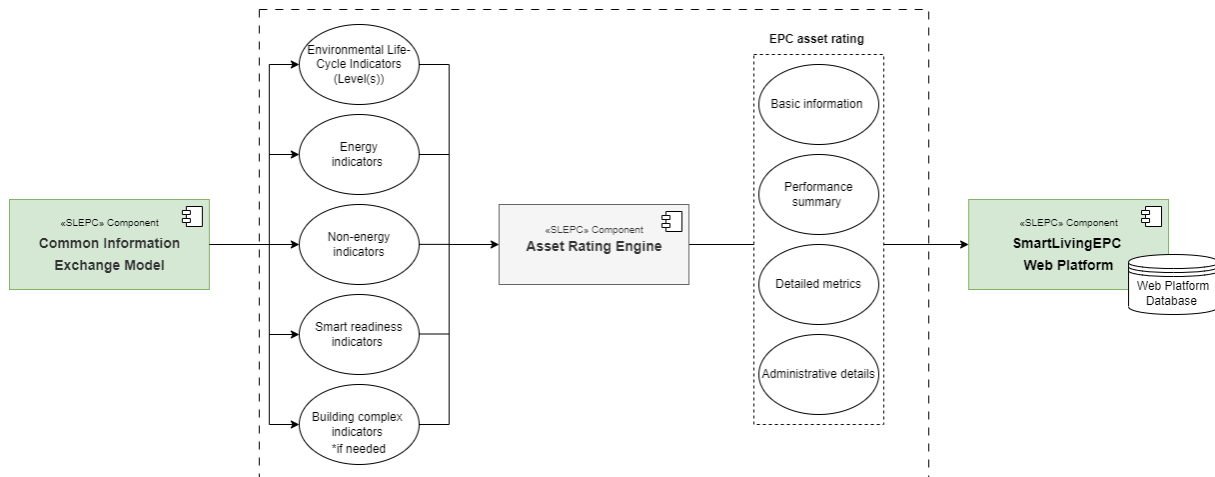 «SLEPC» Component
Common Information
Exchange Model
Environmental Life-
Cycle Indicators
(Level(s))
Energy
indicators
Non-energy
indicators
Smart readiness
indicators
Building complex
indicators
*if needed
«SLEPC» Component
Asset Rating Engine
EPC asset rating
Basic information
Performance
summary
Detailed metrics
Administrative details
«SLEPC» Component
SmartLivingEPC
Web Platform
Web Platform
Database